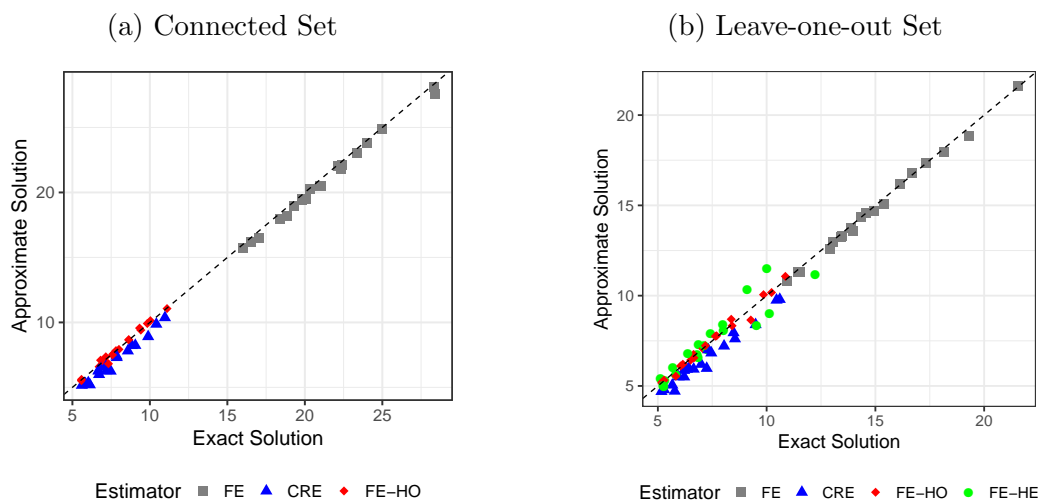 (a) Connected Set
Approximate Solution
20
10
5
10
15
20
25
Exact Solution
Estimator FE CRE FE-HO
(b) Leave-one-out Set
Approximate Solution
20
15
10
5
5
10
15
20
Exact Solution
Estimator FE CRE FE-HO FE-HE